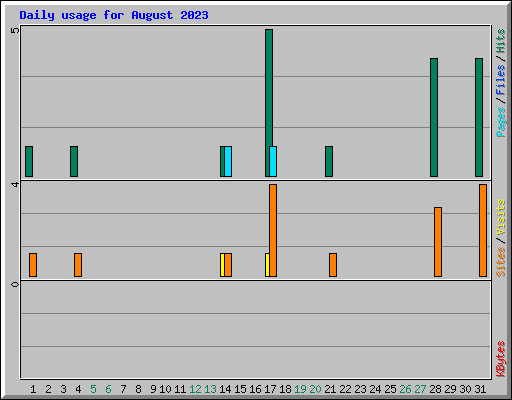 Daily usage for August 2023
5
4
0
Pages / Files / Hits
Sites / Visits
KBytes
1 2 3 4 5 6 7 8 9 10 11 12 13 14 15 16 17 18 19 20 21 22 23 24 25 26 27 28 29 30 31